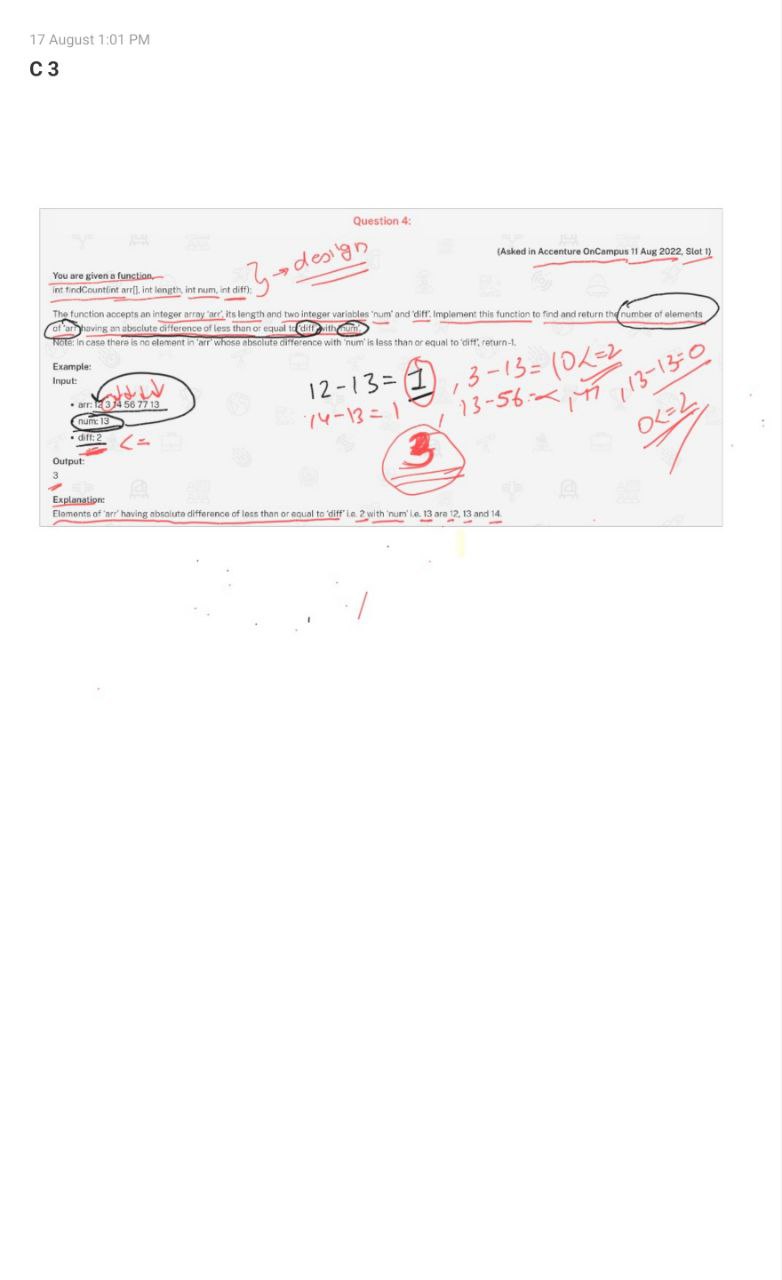 17 August 1:01 PM
C 3
Question 4:
(Asked in Accenture OnCampus 11 Aug 2022, Slot 1)
design
You are given a function,
int findCount(int arr[], int length, int num, int diff);
The function accepts an integer array 'arr', its length and two integer variables 'num' and 'diff'. Implement this function to find and return the number of elements
of 'arr' having an absolute difference of less than or equal to 'diff' with 'num'.
Note: In case there is no element in 'arr' whose absolute difference with 'num' is less than or equal to 'diff', return -1.
Example:
Input:
• arr: 12 3 14 56 77 13
• num: 13
• diff: 2 <=
12-13= 1 , 3-13= 10<=2
14-13= 1 , 13-56=< , 13-13=0
0<=2
3
Output:
3
Explanation:
Elements of 'arr' having absolute difference of less than or equal to 'diff' i.e. 2 with 'num' i.e. 13 are 12, 13 and 14.